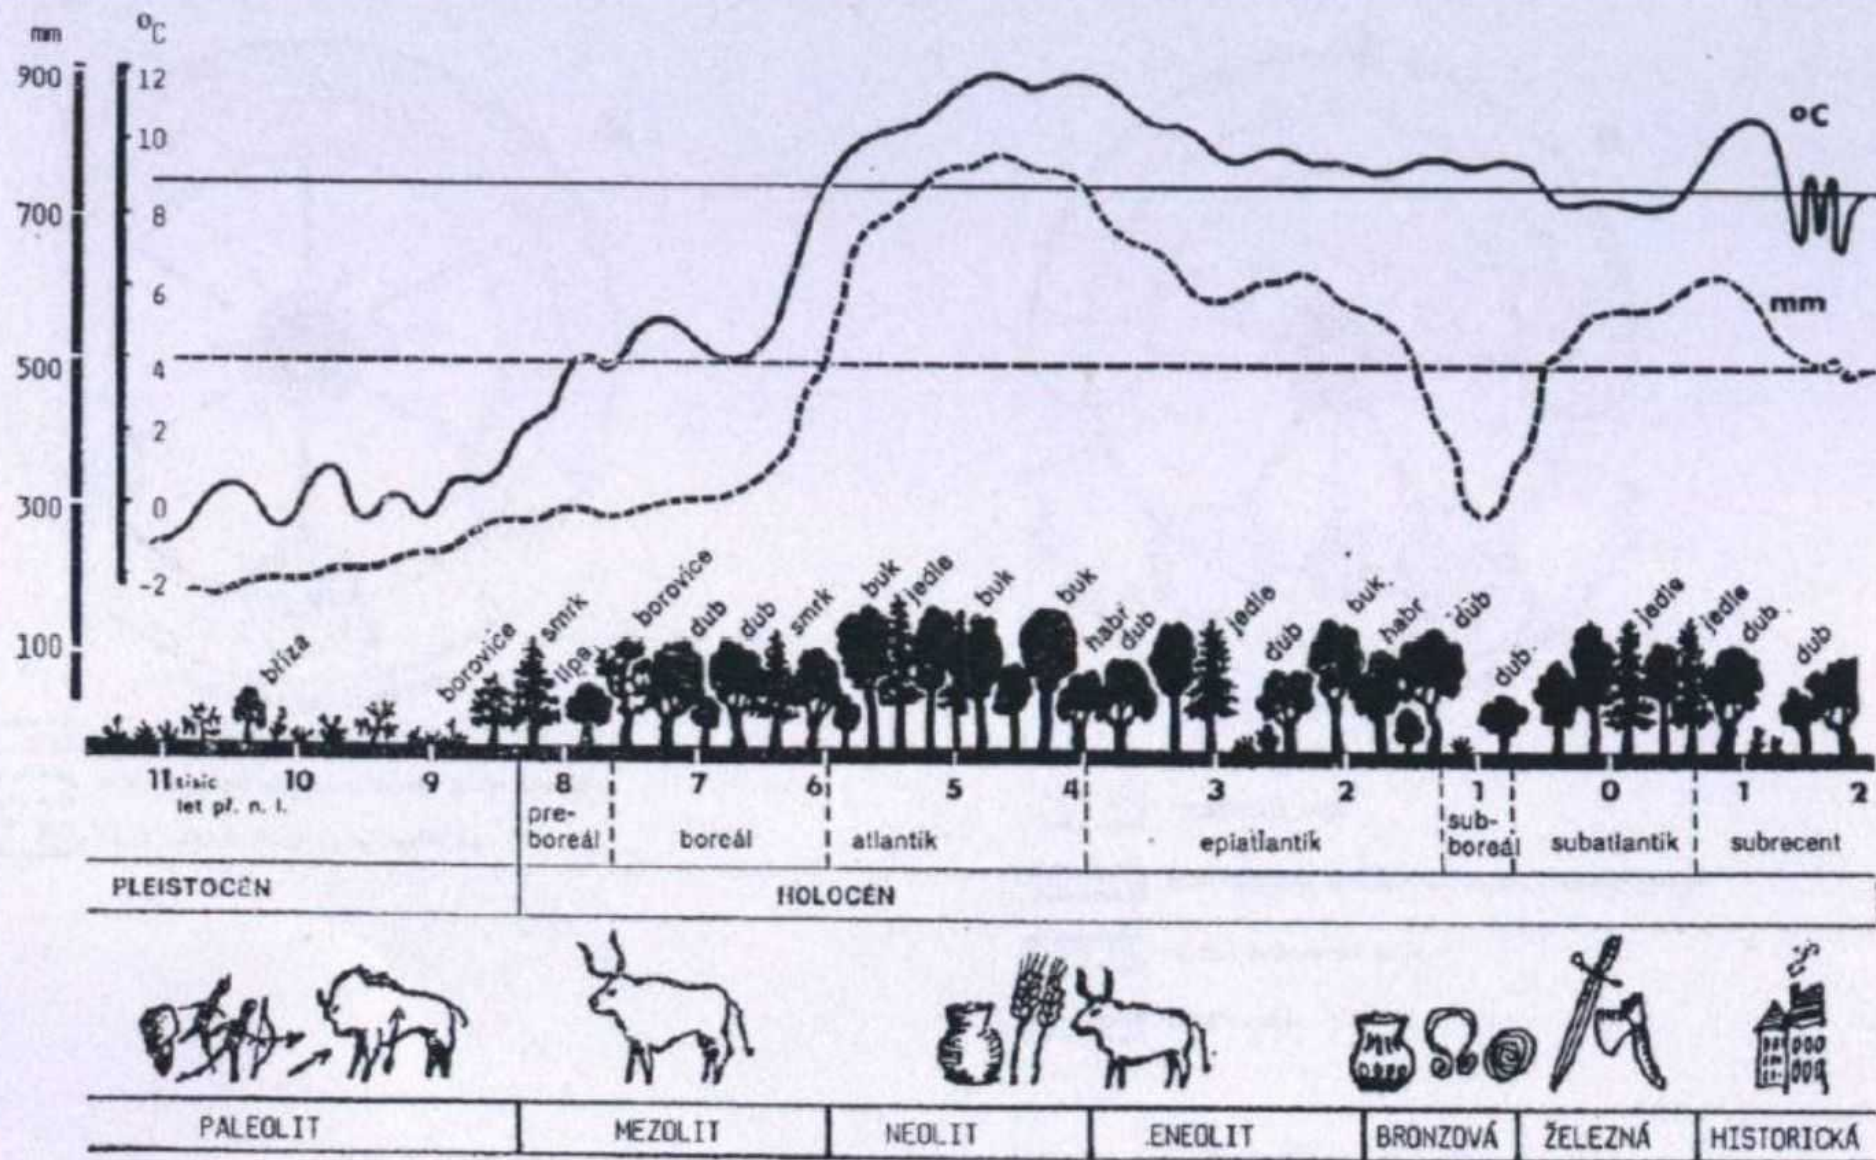 mm °C
900 12
10
700 8
6
500 4
2
300 0
-2
100
°C
mm
bříza
borovice
smrk
lípa
borovice
dub
dub
smrk
buk
jedle
buk
buk
habr
dub
jedle
dub
buk
habr
dub
dub
jedle
jedle
dub
dub
11 tisíc 10 9 8 7 6 5 4 3 2 1 0 1 2
let př. n. l.
pre-
boreál
boreál
atlantik
epiatlantik
sub-
boreál
subatlantik
subrecent
PLEISTOCÉN HOLOCÉN
PALEOLIT MEZOLIT NEOLIT ENEOLIT BRONZOVÁ ŽELEZNÁ HISTORICKÁ